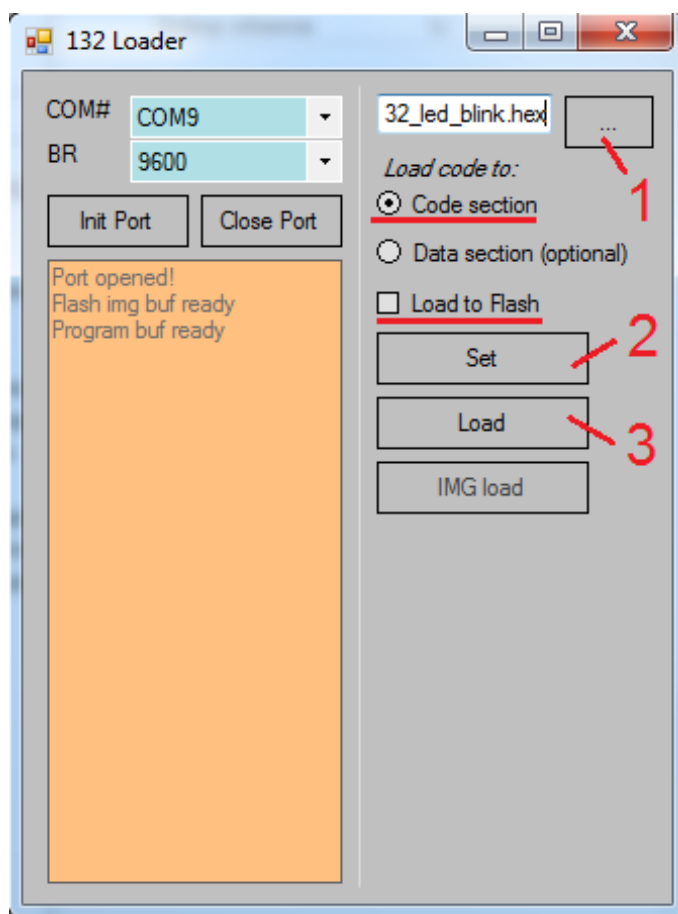 132 Loader
COM#
COM9
BR
9600
Init Port
Close Port
Port opened!
Flash img buf ready
Program buf ready
32_led_blink.hex
...
1
Load code to:
Code section
Data section (optional)
Load to Flash
Set
2
Load
3
IMG load